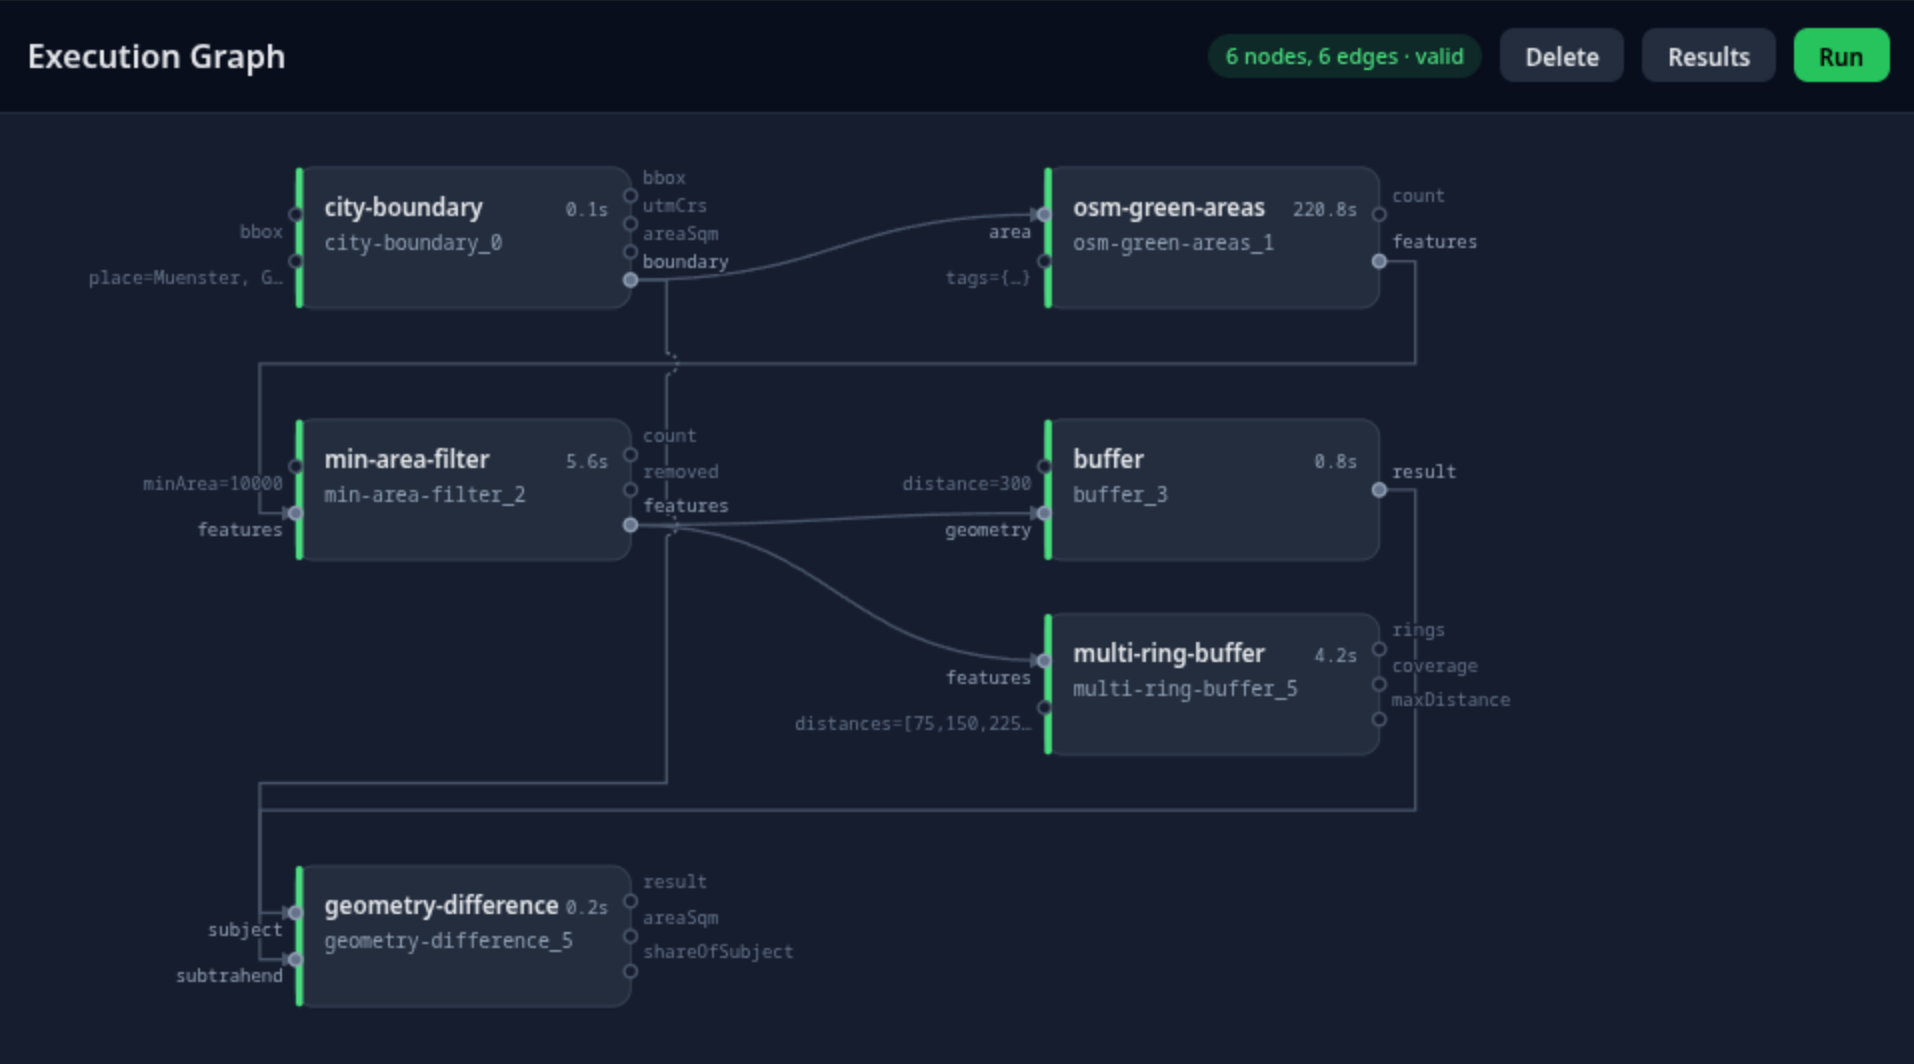 Execution Graph
6 nodes, 6 edges · valid
Delete
Results
Run
bbox
place=Muenster, G…
city-boundary
0.1s
city-boundary_0
bbox
utmCrs
areaSqm
boundary
area
tags={…}
osm-green-areas
220.8s
osm-green-areas_1
count
features
minArea=10000
features
min-area-filter
5.6s
min-area-filter_2
count
removed
features
distance=300
geometry
buffer
0.8s
buffer_3
result
features
distances=[75,150,225…
multi-ring-buffer
4.2s
multi-ring-buffer_5
rings
coverage
maxDistance
subject
subtrahend
geometry-difference
0.2s
geometry-difference_5
result
areaSqm
shareOfSubject